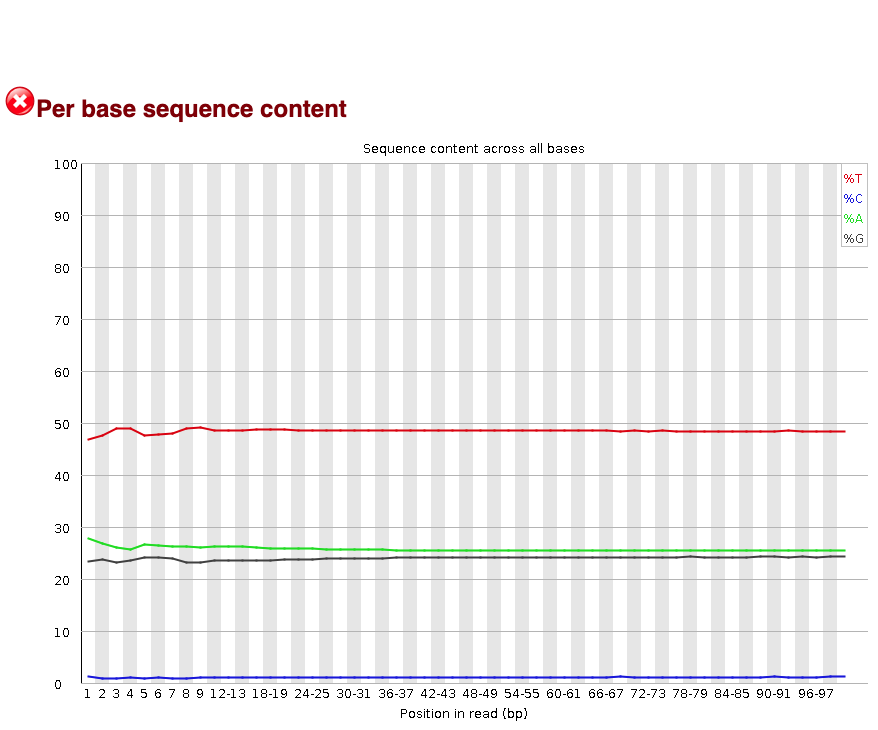 Per base sequence content
Sequence content across all bases
%T
%C
%A
%G
100
90
80
70
60
50
40
30
20
10
0
1 2 3 4 5 6 7 8 9 12-13 18-19 24-25 30-31 36-37 42-43 48-49 54-55 60-61 66-67 72-73 78-79 84-85 90-91 96-97
Position in read (bp)